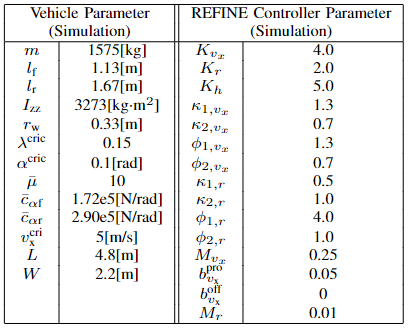 Vehicle Parameter (Simulation) | REFINE Controller Parameter (Simulation)
m | 1575[kg] | K_{v_x} | 4.0
l_f | 1.13[m] | K_r | 2.0
l_r | 1.67[m] | K_h | 5.0
I_{zz} | 3273[kg·m²] | κ_{1,v_x} | 1.3
r_w | 0.33[m] | κ_{2,v_x} | 0.7
λ̄^{cric} | 0.15 | φ_{1,v_x} | 1.3
α^{cric} | 0.1[rad] | φ_{2,v_x} | 0.7
μ̄ | 10 | κ_{1,r} | 0.5
c̄_{αf} | 1.72e5[N/rad] | κ_{2,r} | 1.0
c̄_{αr} | 2.90e5[N/rad] | φ_{1,r} | 4.0
v_x^{cri} | 5[m/s] | φ_{2,r} | 1.0
L | 4.8[m] | M_{v_x} | 0.25
W | 2.2[m] | b_{v_x}^{pro} | 0.05
b_{v_x}^{off} | 0
M_r | 0.01